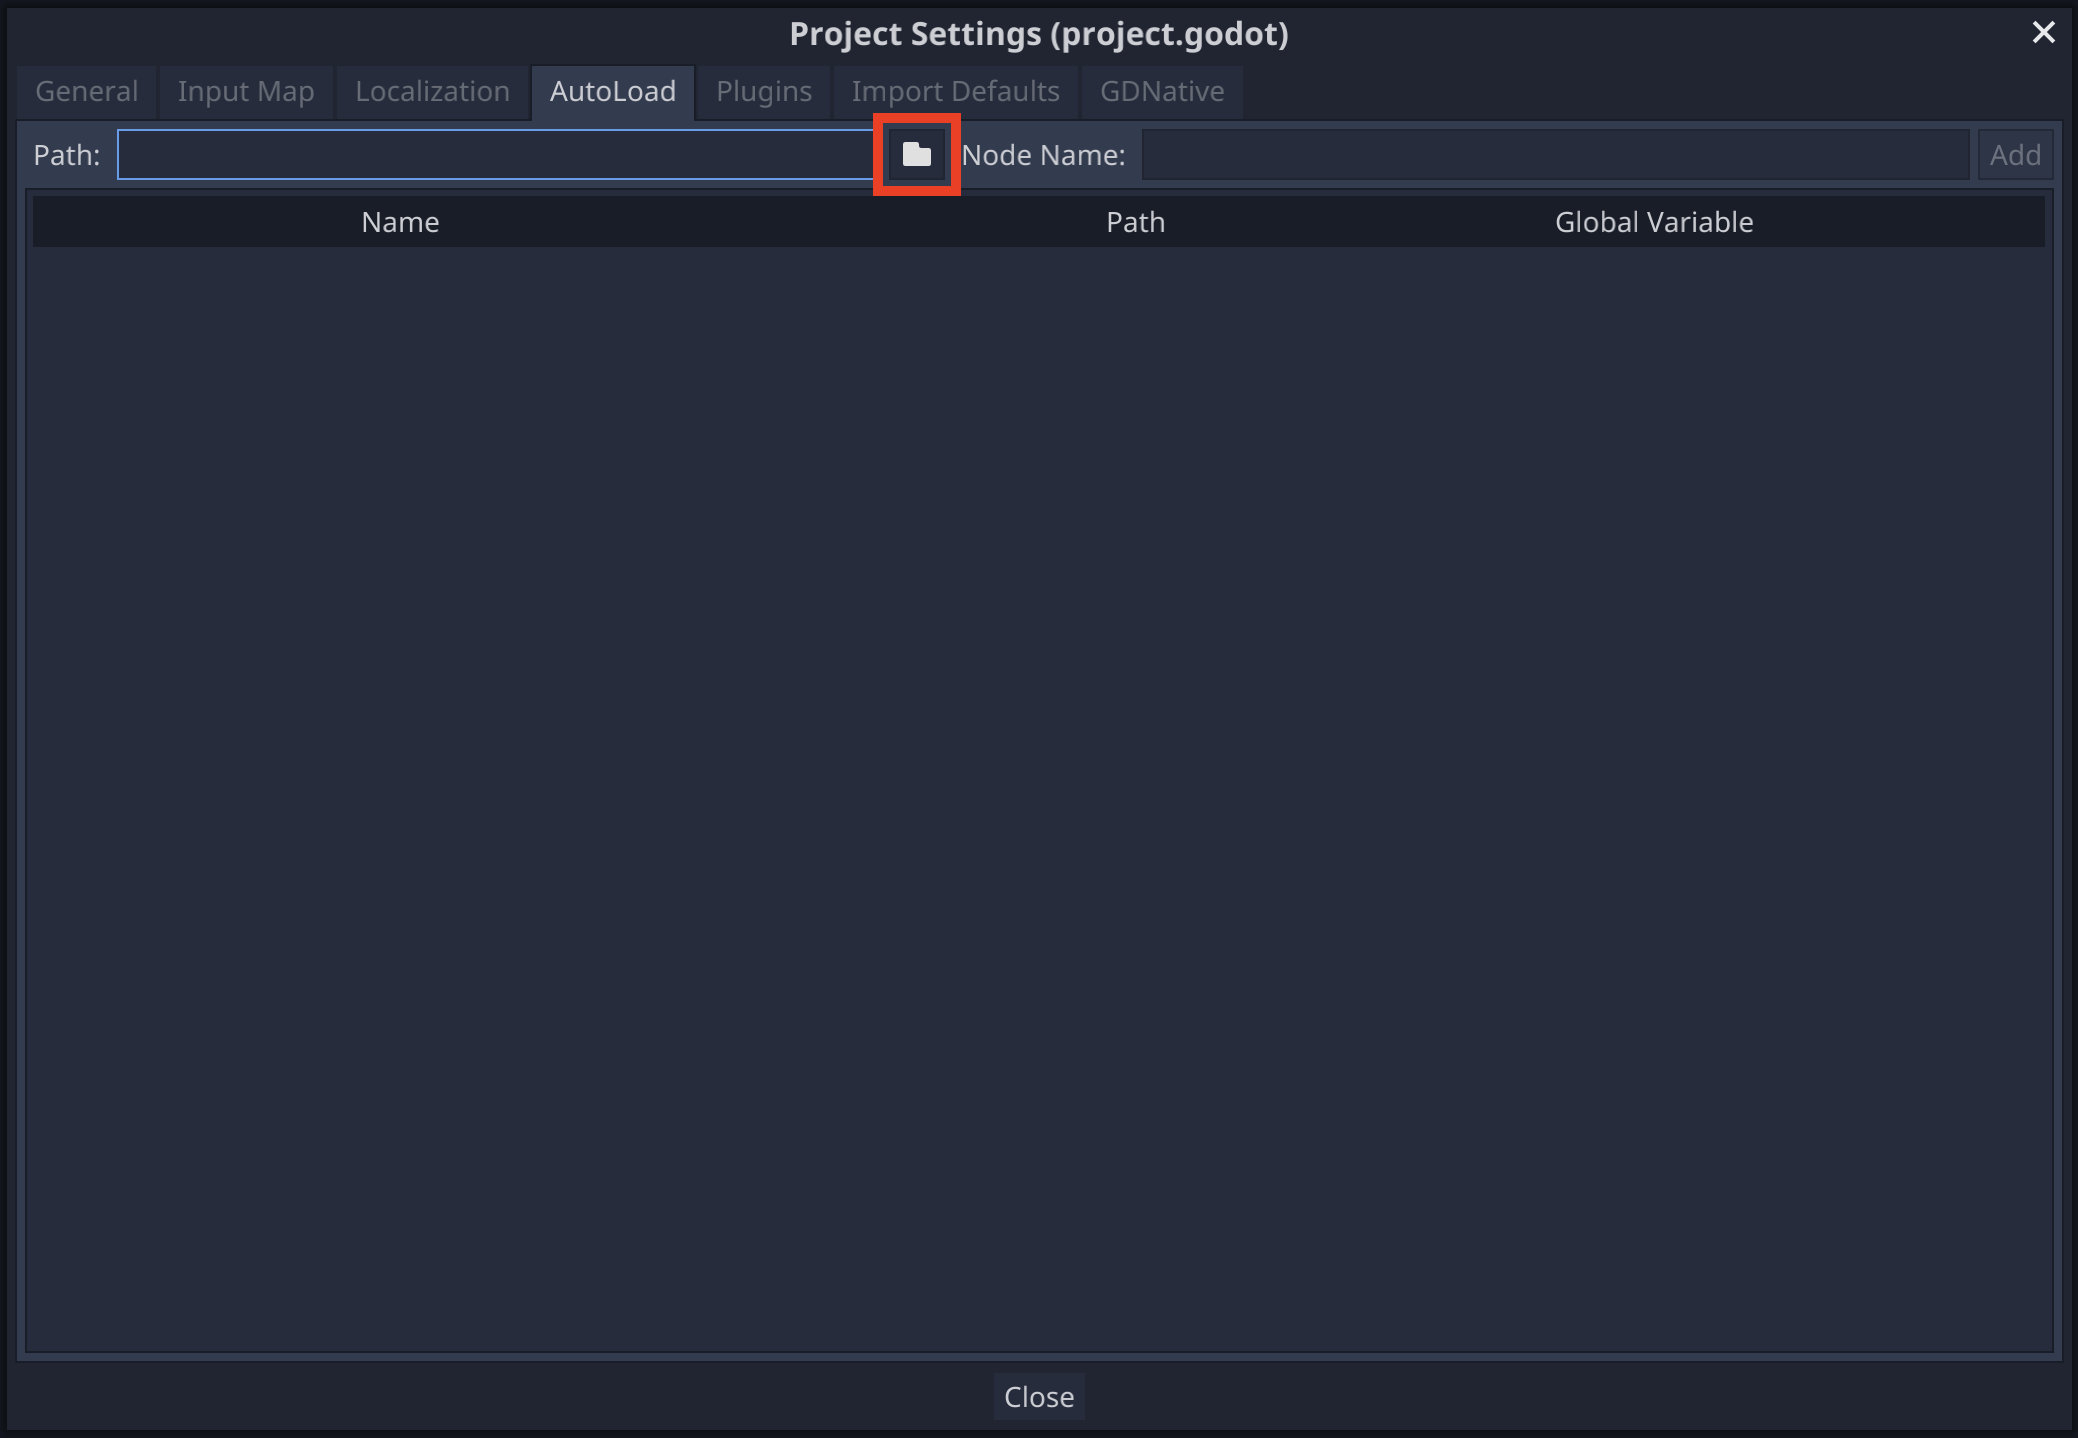 Project Settings (project.godot)
General Input Map Localization AutoLoad Plugins Import Defaults GDNative
Path: Node Name: Add
Name Path Global Variable
Close